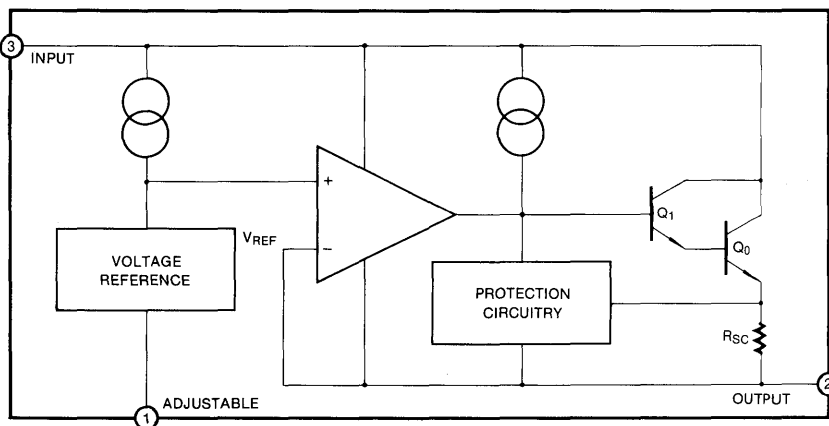 3
INPUT
+
Q1
VREF
−
Q0
VOLTAGE
REFERENCE
PROTECTION
CIRCUITRY
RSC
2
ADJUSTABLE
OUTPUT
1